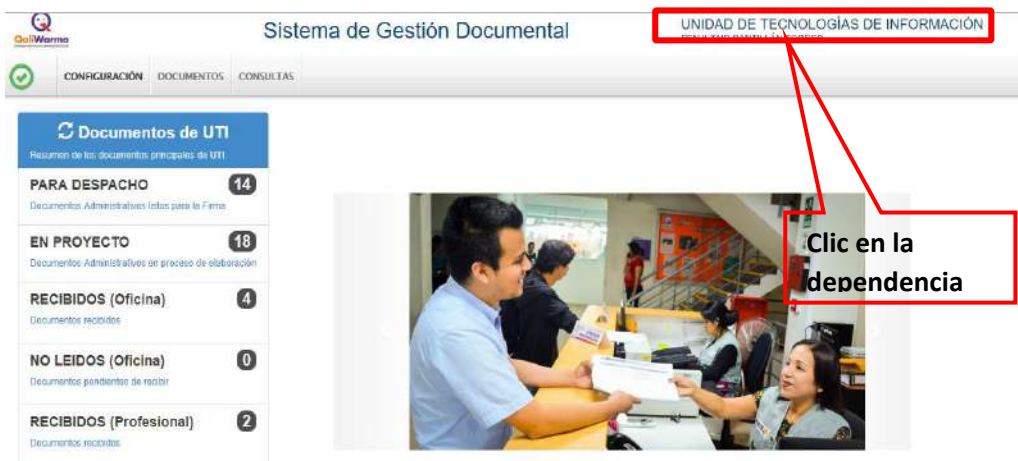 QaliWarma
Sistema de Gestión Documental
UNIDAD DE TECNOLOGÍAS DE INFORMACIÓN
CONFIGURACIÓN DOCUMENTOS CONSULTAS
Documentos de UTI
Resumen de los documentos principales de UTI
PARA DESPACHO 14
Documentos Administrativos listos para la Firma
EN PROYECTO 18
Documentos Administrativos en proceso de elaboración
RECIBIDOS (Oficina) 4
Documentos recibidos
NO LEIDOS (Oficina) 0
Documentos pendientes de recibir
RECIBIDOS (Profesional) 2
Documentos recibidos
Clic en la
dependencia